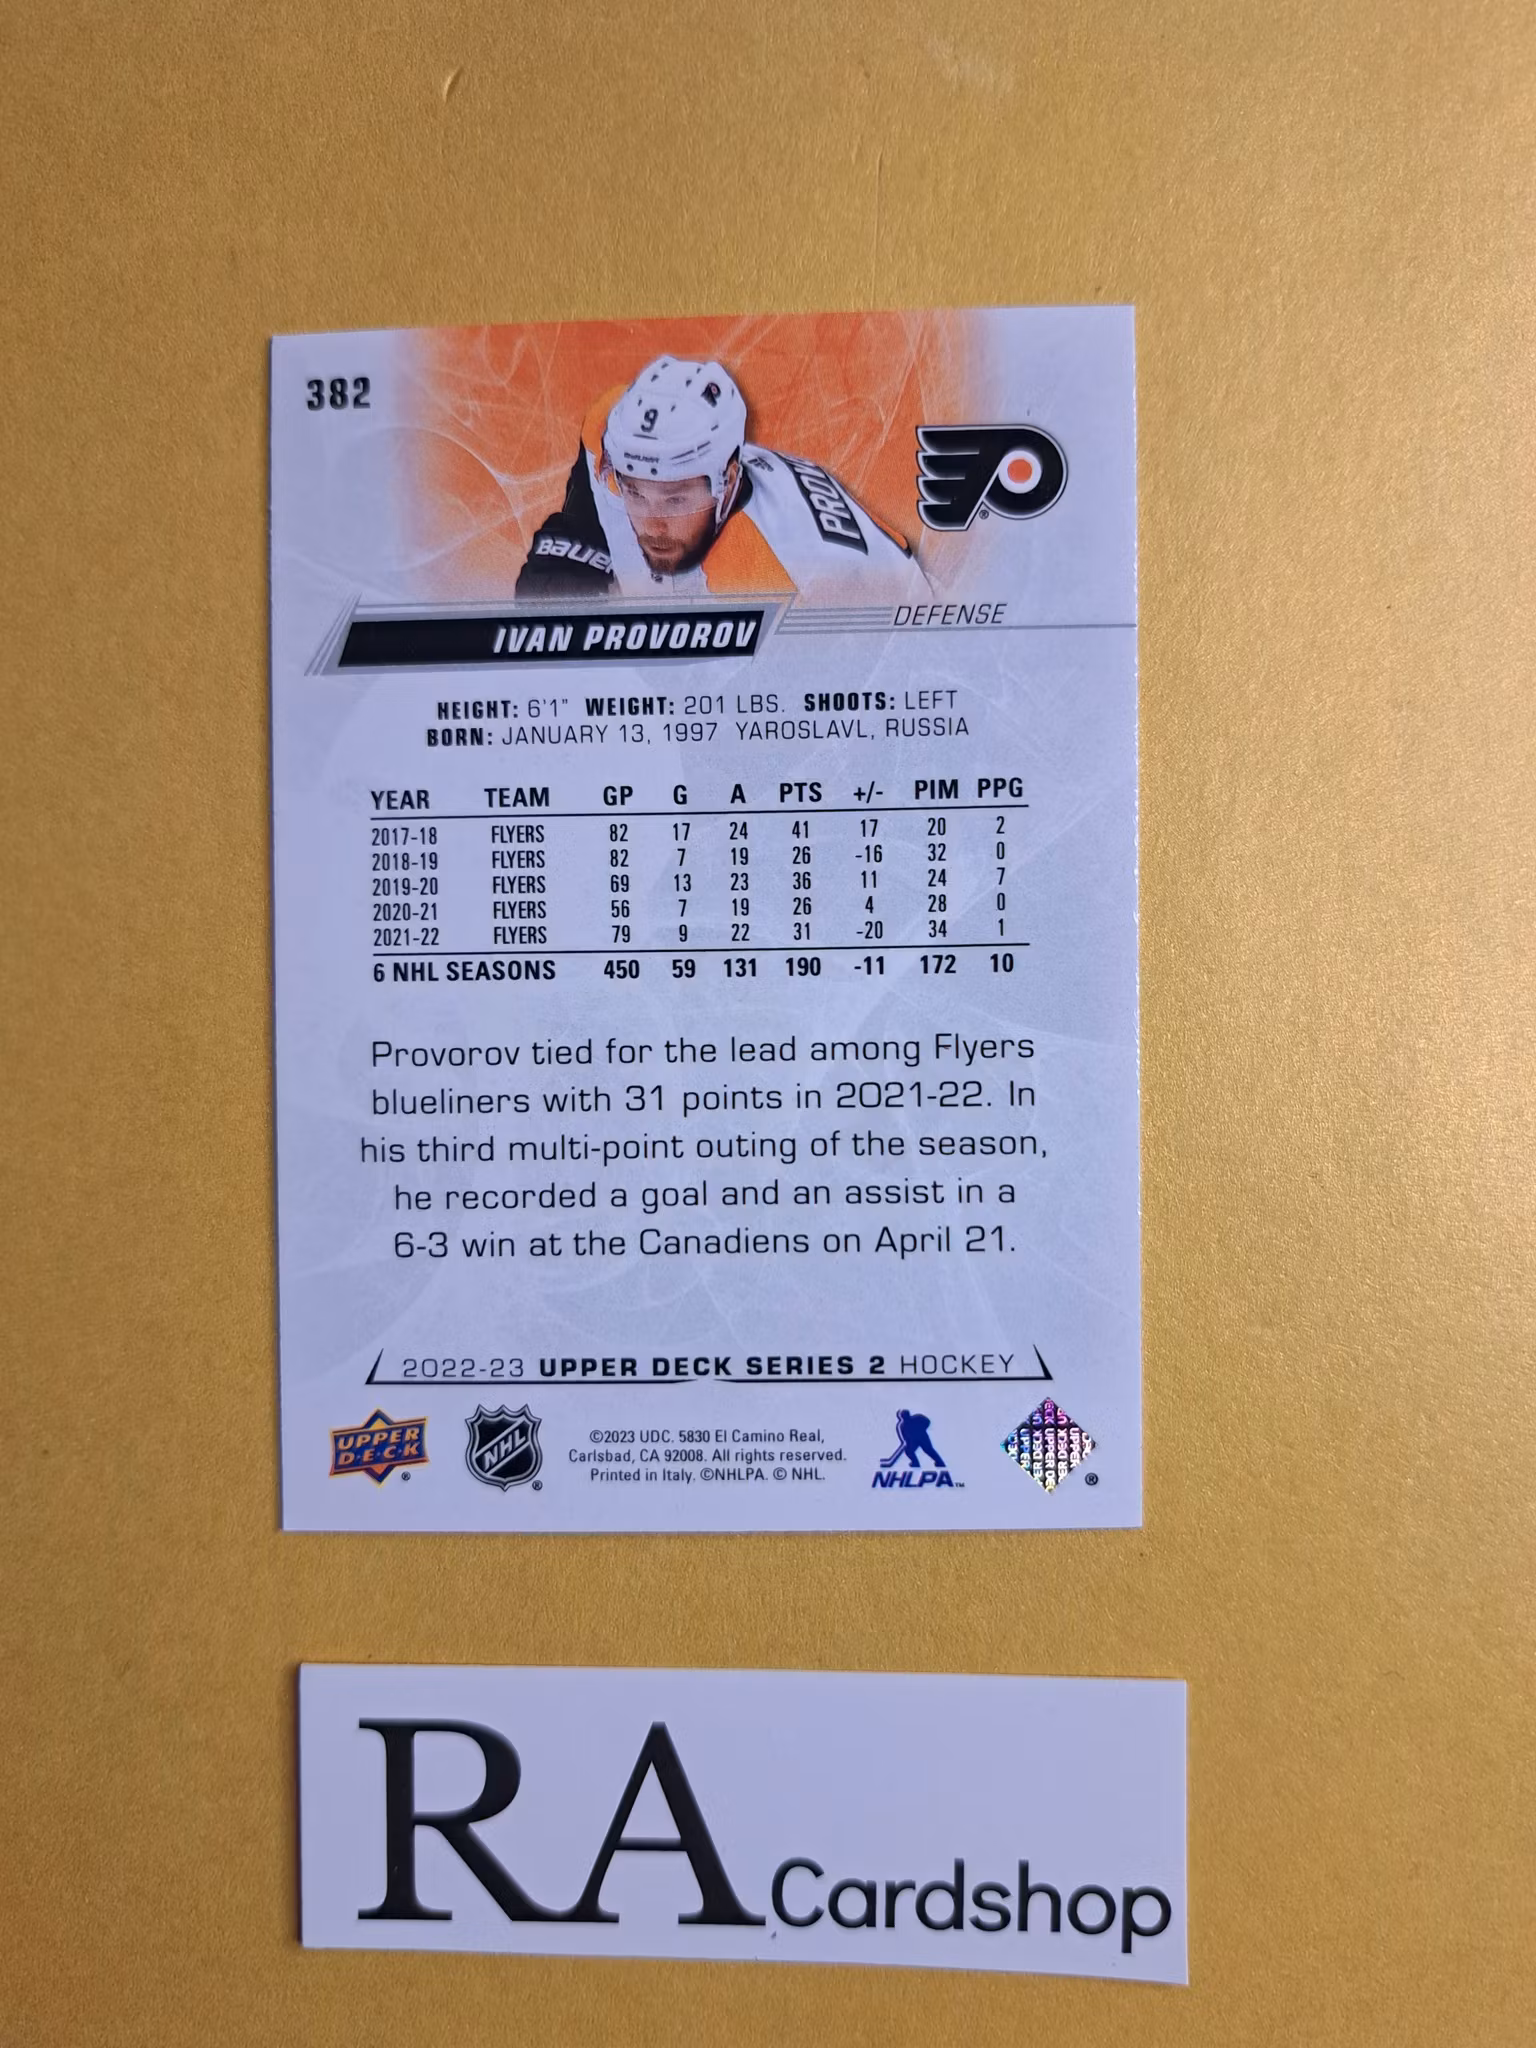 382
9
BAUER
PROV
IVAN PROVOROV
DEFENSE
HEIGHT: 6'1" WEIGHT: 201 LBS. SHOOTS: LEFT
BORN: JANUARY 13, 1997 YAROSLAVL, RUSSIA
YEAR TEAM GP G A PTS +/- PIM PPG
2017-18 FLYERS 82 17 24 41 17 20 2
2018-19 FLYERS 82 7 19 26 -16 32 0
2019-20 FLYERS 69 13 23 36 11 24 7
2020-21 FLYERS 56 7 19 26 4 28 0
2021-22 FLYERS 79 9 22 31 -20 34 1
6 NHL SEASONS 450 59 131 190 -11 172 10
Provorov tied for the lead among Flyers
blueliners with 31 points in 2021-22. In
his third multi-point outing of the season,
he recorded a goal and an assist in a
6-3 win at the Canadiens on April 21.
2022-23 UPPER DECK SERIES 2 HOCKEY
UPPER
D·E·C·K
®
NHL
®
©2023 UDC. 5830 El Camino Real,
Carlsbad, CA 92008. All rights reserved.
Printed in Italy. ©NHLPA. © NHL.
NHLPA™
®
RA Cardshop